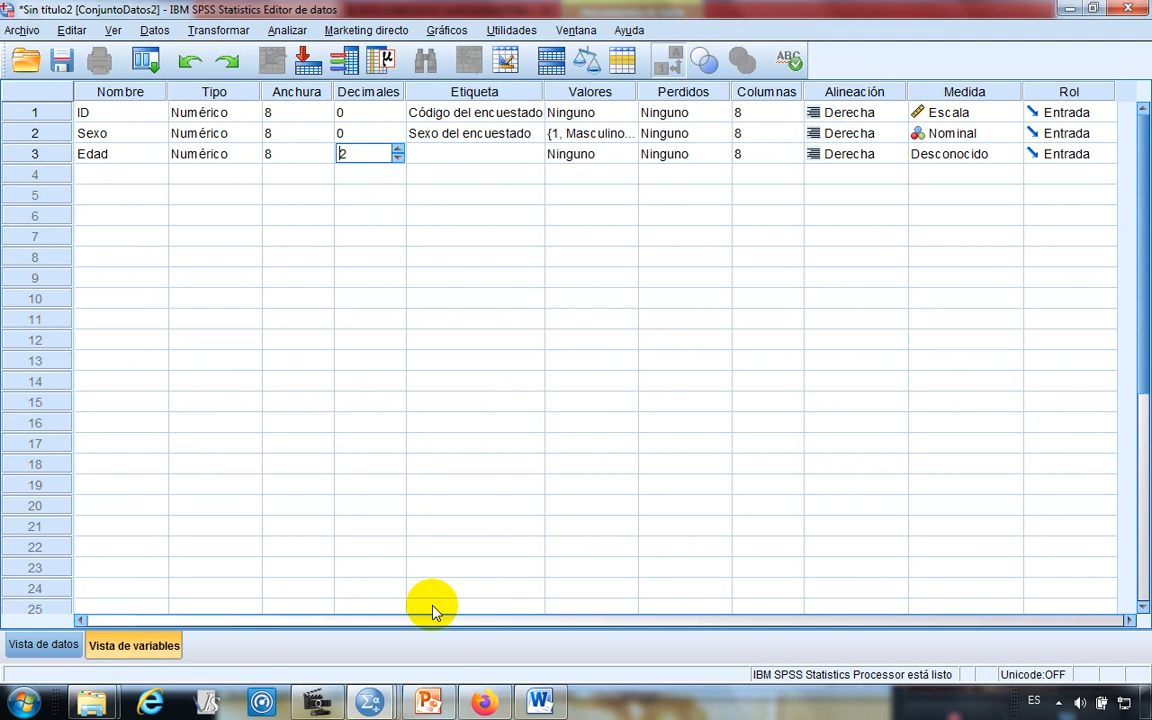 *Sin título2 [ConjuntoDatos2] - IBM SPSS Statistics Editor de datos
Archivo Editar Ver Datos Transformar Analizar Marketing directo Gráficos Utilidades Ventana Ayuda
Nombre Tipo Anchura Decimales Etiqueta Valores Perdidos Columnas Alineación Medida Rol
1 ID Numérico 8 0 Código del encuestado Ninguno Ninguno 8 Derecha Escala Entrada
2 Sexo Numérico 8 0 Sexo del encuestado {1, Masculino... Ninguno 8 Derecha Nominal Entrada
3 Edad Numérico 8 2 Ninguno Ninguno 8 Derecha Desconocido Entrada
4
5
6
7
8
9
10
11
12
13
14
15
16
17
18
19
20
21
22
23
24
25
Vista de datos Vista de variables
IBM SPSS Statistics Processor está listo Unicode:OFF
ES